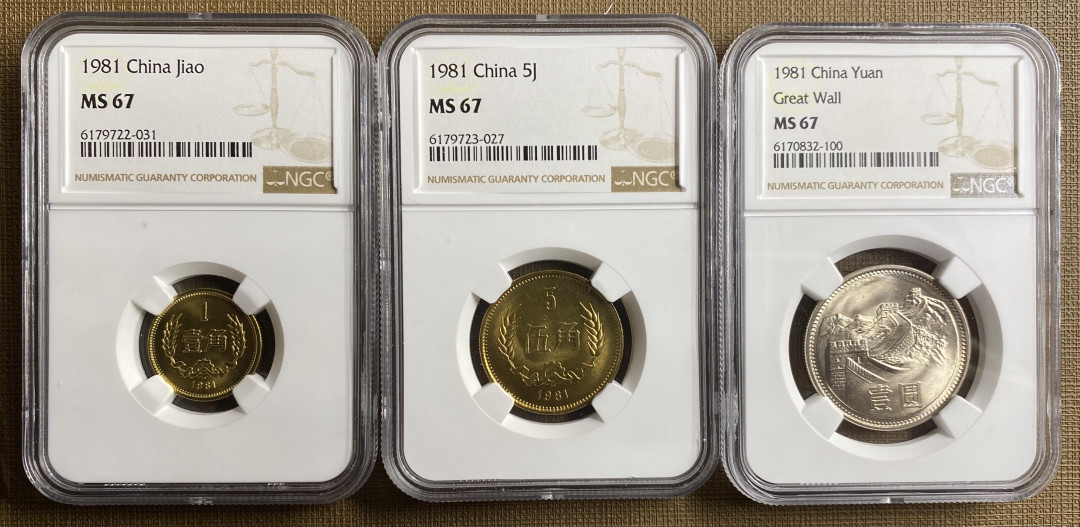 1981 China Jiao
MS 67
6179722-031
NUMISMATIC GUARANTY CORPORATION
NGC
1
壹角
1981
1981 China 5J
MS 67
6179723-027
NUMISMATIC GUARANTY CORPORATION
NGC®
5
伍角
1981
1981 China Yuan
Great Wall
MS 67
6170832-100
NUMISMATIC GUARANTY CORPORATION
NGC®
壹圆